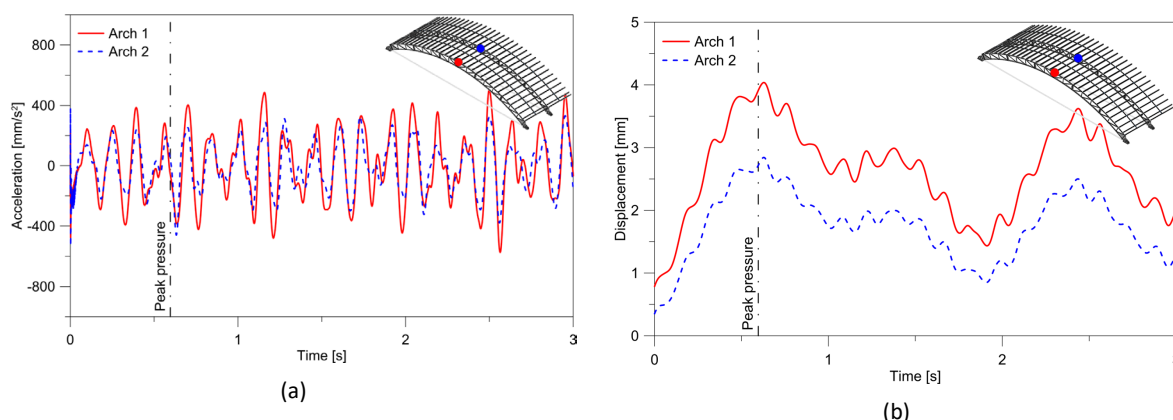 Arch 1
Arch 2
Acceleration [mm/s²]
800
400
0
-400
-800
Peak pressure
0
1
2
3
Time [s]
(a)
Arch 1
Arch 2
Displacement [mm]
5
4
3
2
1
0
Peak pressure
0
1
2
Time [s]
(b)